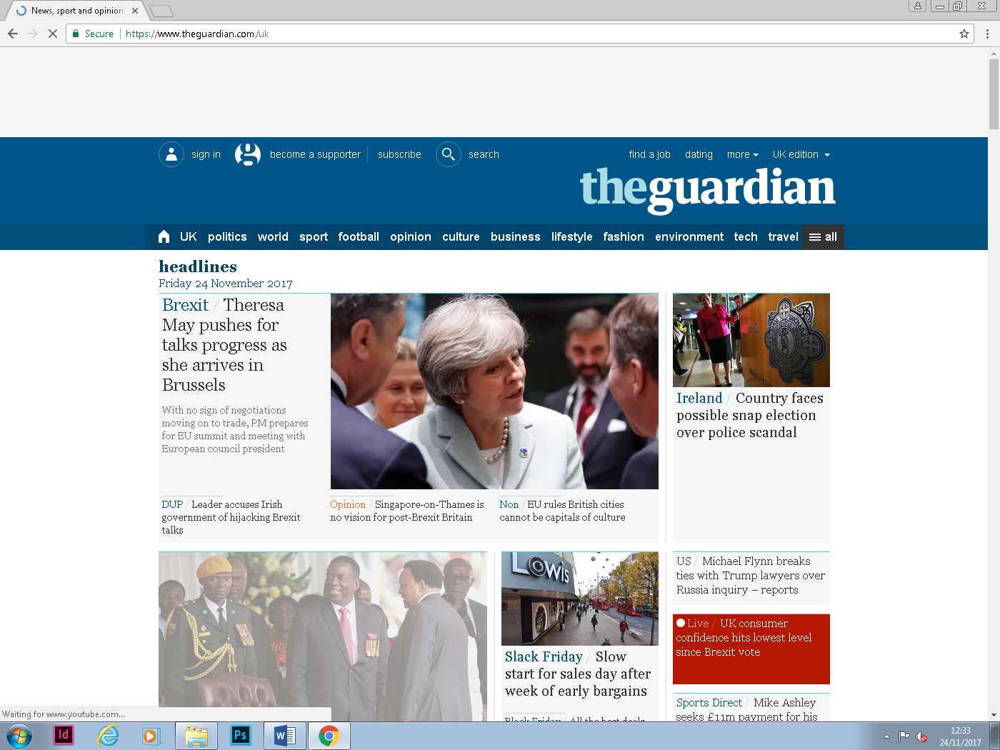 News, sport and opinion
Secure https://www.theguardian.com/uk
sign in become a supporter subscribe search find a job dating more UK edition
theguardian
UK politics world sport football opinion culture business lifestyle fashion environment tech travel all
headlines
Friday 24 November 2017
Brexit / Theresa
May pushes for
talks progress as
she arrives in
Brussels
With no sign of negotiations
moving on to trade, PM prepares
for EU summit and meeting with
European council president
Ireland / Country faces
possible snap election
over police scandal
DUP / Leader accuses Irish
government of hijacking Brexit
talks
Opinion / Singapore-on-Thames is
no vision for post-Brexit Britain
Non / EU rules British cities
cannot be capitals of culture
LOWIS
Slack Friday / Slow
start for sales day after
week of early bargains
Black Friday / All the best deals
US / Michael Flynn breaks
ties with Trump lawyers over
Russia inquiry – reports
Live / UK consumer
confidence hits lowest level
since Brexit vote
Sports Direct / Mike Ashley
seeks £11m payment for his
Waiting for www.youtube.com...
Id
Ps
W
12:33
24/11/2017